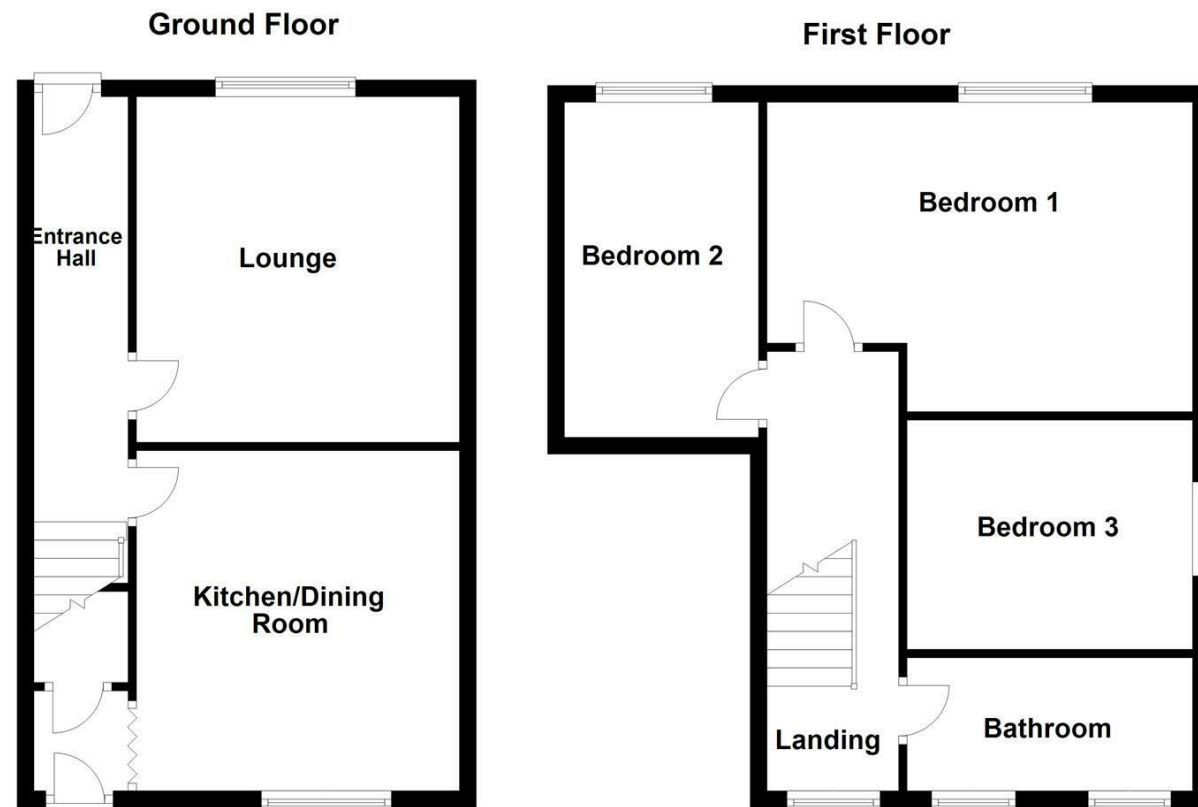 Ground Floor
Entrance
Hall
Lounge
Kitchen/Dining
Room
First Floor
Bedroom 2
Bedroom 1
Bedroom 3
Landing
Bathroom